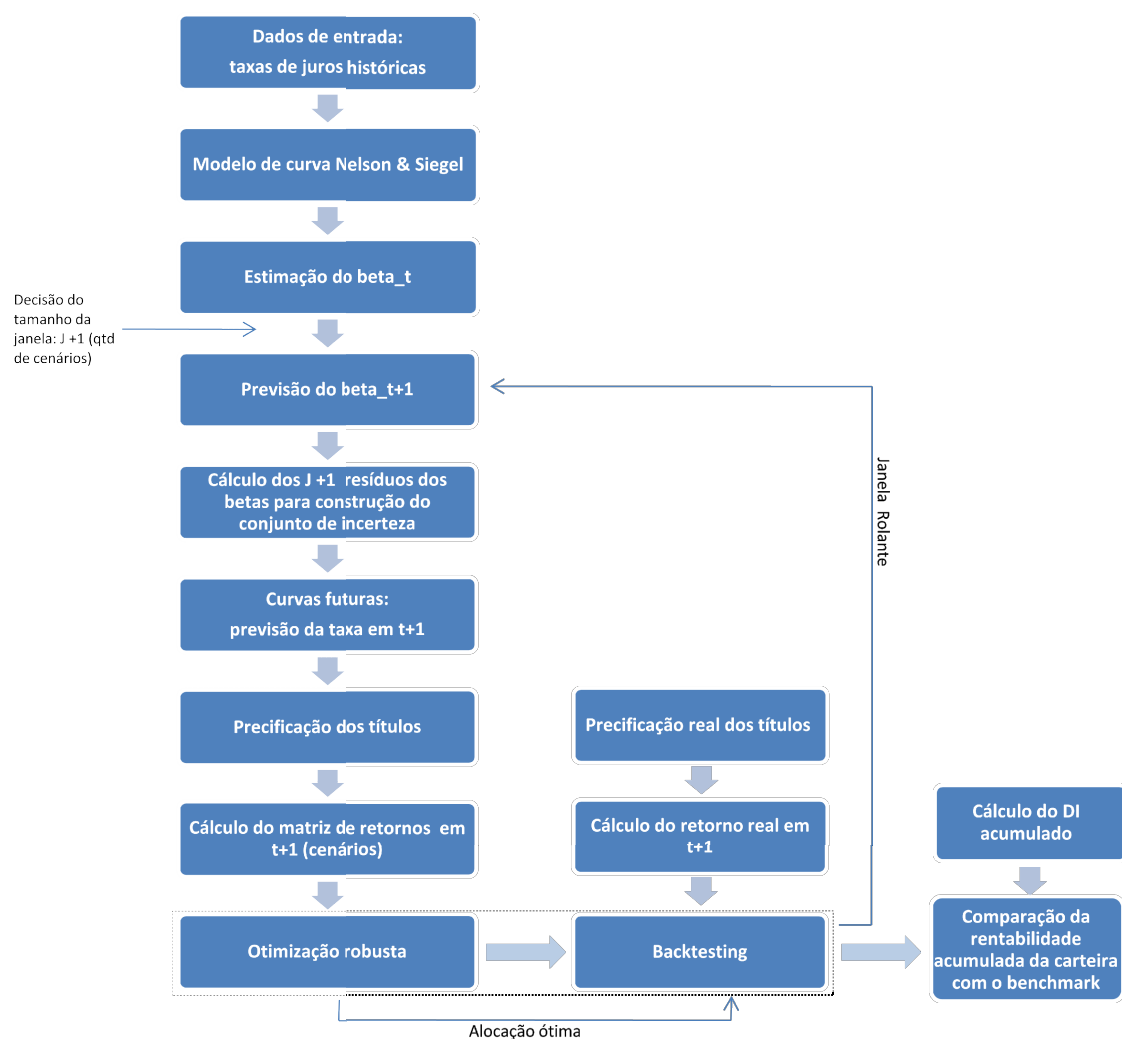 Dados de entrada:
taxas de juros históricas
Modelo de curva Nelson & Siegel
Estimação do beta_t
Decisão do
tamanho da
janela: J +1 (qtd
de cenários)
Previsão do beta_t+1
Cálculo dos J +1 resíduos dos
betas para construção do
conjunto de incerteza
Curvas futuras:
previsão da taxa em t+1
Precificação dos títulos
Cálculo do matriz de retornos em
t+1 (cenários)
Otimização robusta
Precificação real dos títulos
Cálculo do retorno real em
t+1
Backtesting
Alocação ótima
Janela Rolante
Cálculo do DI
acumulado
Comparação da
rentabilidade
acumulada da carteira
com o benchmark